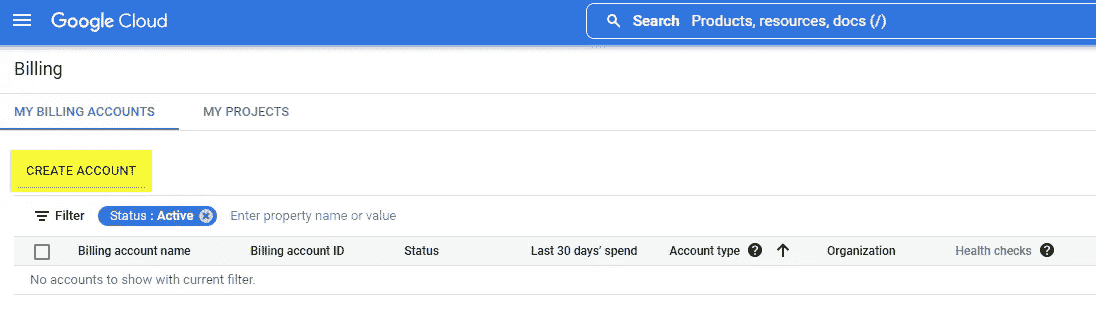 Google Cloud
Search Products, resources, docs (/)
Billing
MY BILLING ACCOUNTS MY PROJECTS
CREATE ACCOUNT
Filter Status : Active Enter property name or value
Billing account name Billing account ID Status Last 30 days' spend Account type Organization Health checks
No accounts to show with current filter.